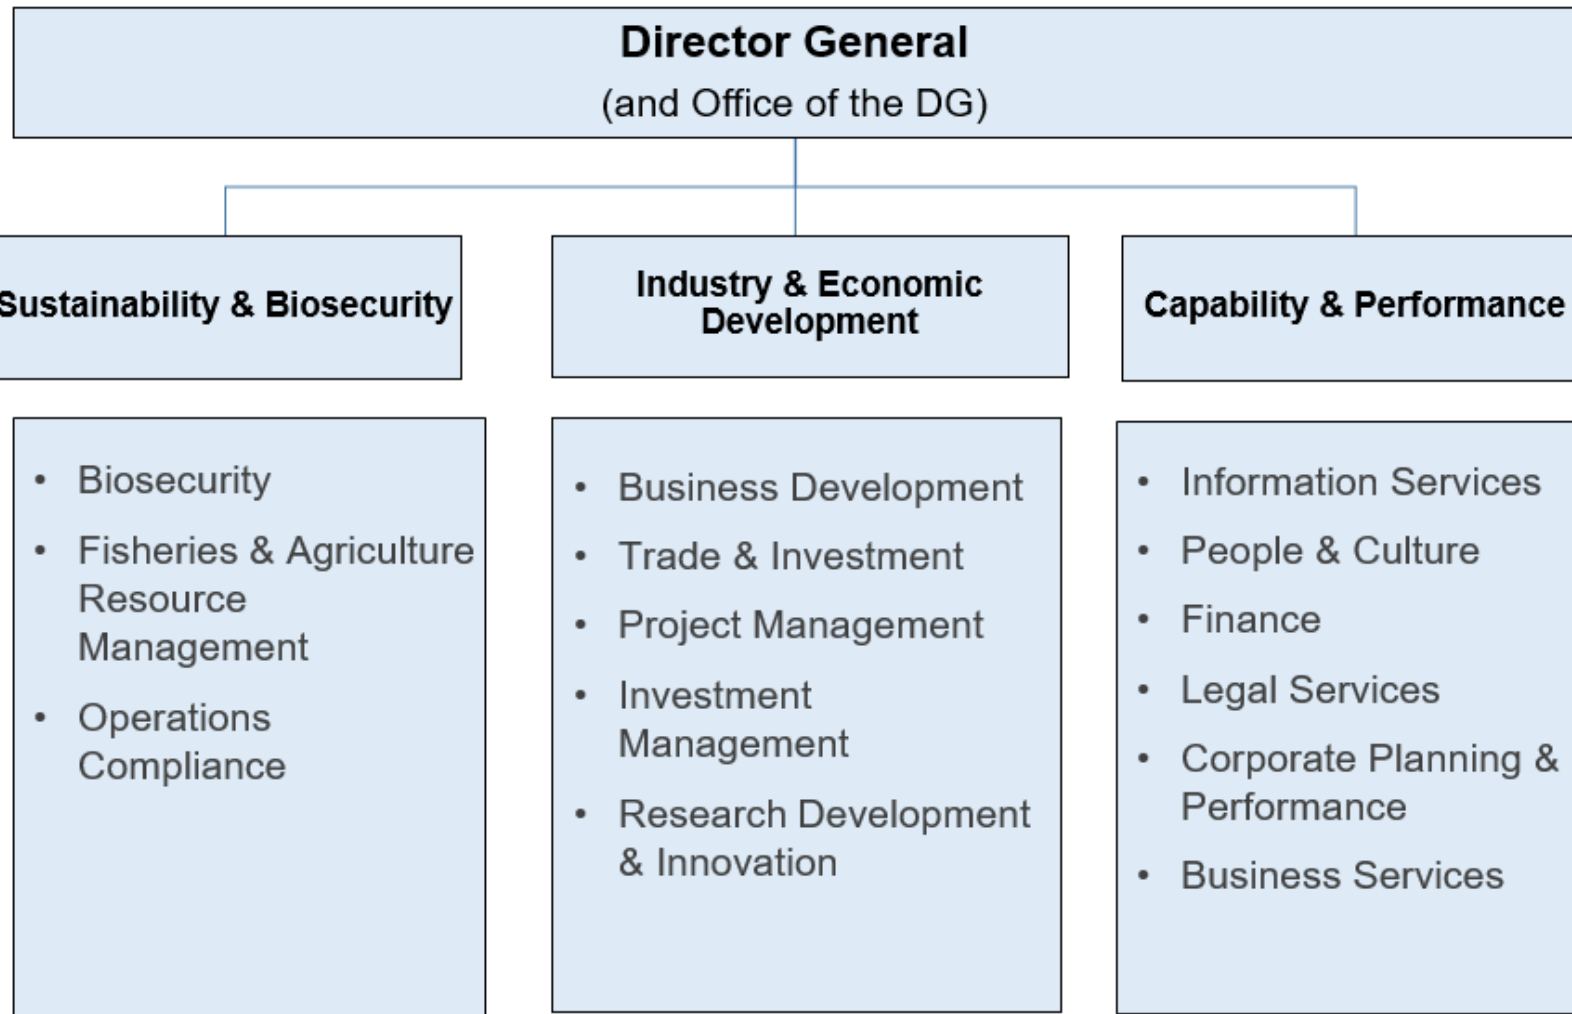 Director General
(and Office of the DG)
Sustainability & Biosecurity
Industry & Economic
Development
Capability & Performance
• Biosecurity
• Fisheries & Agriculture
Resource
Management
• Operations
Compliance
• Business Development
• Trade & Investment
• Project Management
• Investment
Management
• Research Development
& Innovation
• Information Services
• People & Culture
• Finance
• Legal Services
• Corporate Planning &
Performance
• Business Services